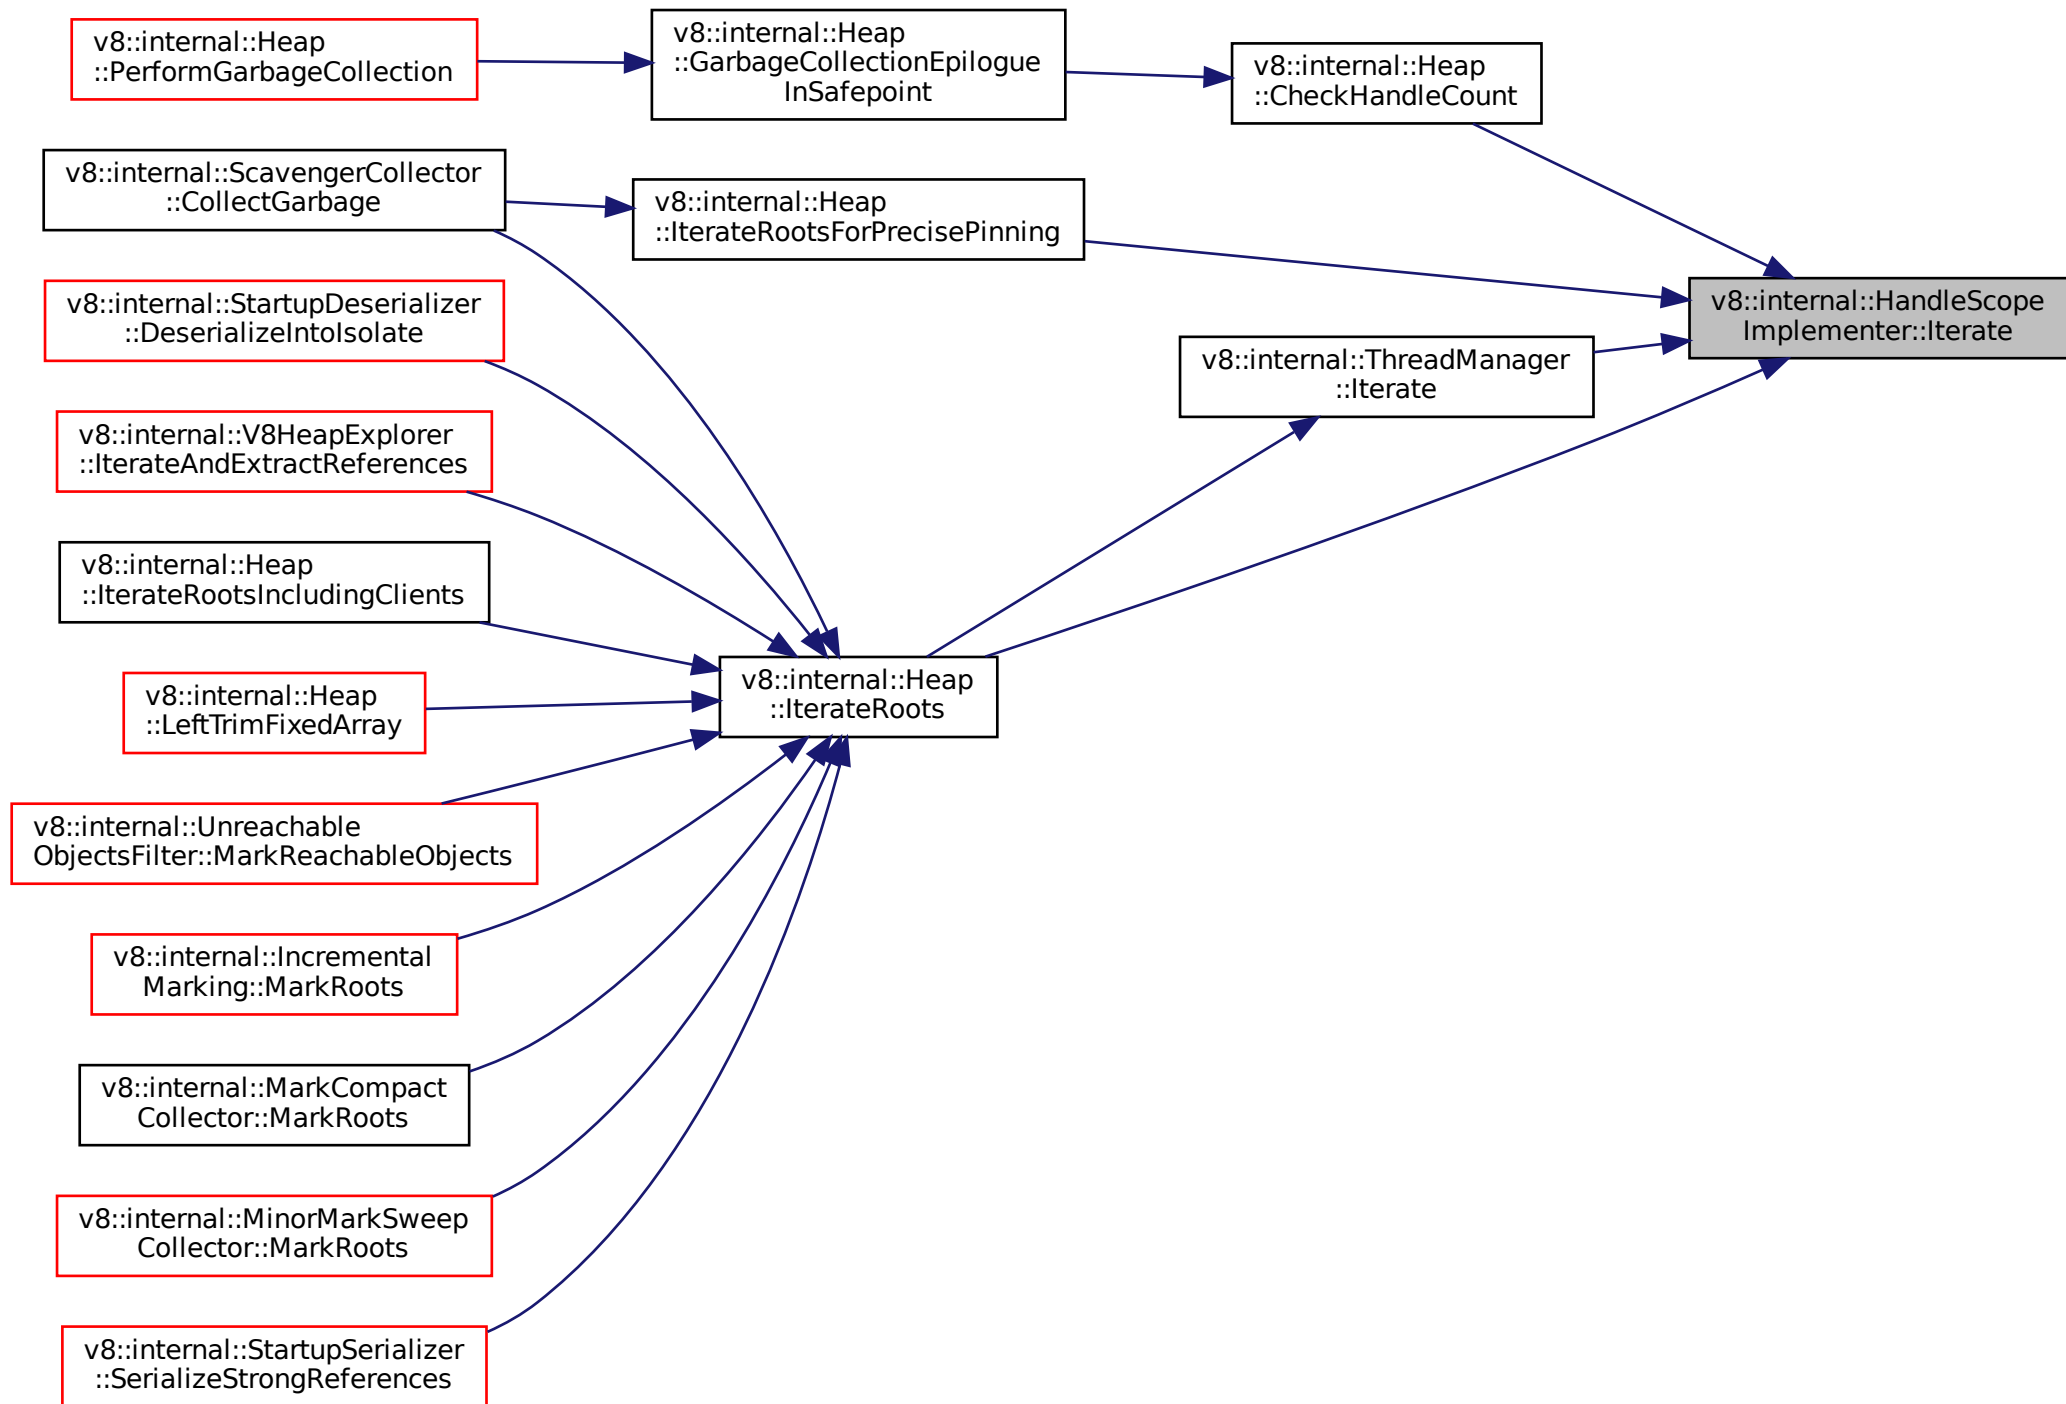 v8::internal::Heap
::PerformGarbageCollection
v8::internal::Heap
::GarbageCollectionEpilogue
InSafepoint
v8::internal::Heap
::CheckHandleCount
v8::internal::ScavengerCollector
::CollectGarbage
v8::internal::Heap
::IterateRootsForPrecisePinning
v8::internal::HandleScope
Implementer::Iterate
v8::internal::StartupDeserializer
::DeserializeIntoIsolate
v8::internal::ThreadManager
::Iterate
v8::internal::V8HeapExplorer
::IterateAndExtractReferences
v8::internal::Heap
::IterateRootsIncludingClients
v8::internal::Heap
::IterateRoots
v8::internal::Heap
::LeftTrimFixedArray
v8::internal::Unreachable
ObjectsFilter::MarkReachableObjects
v8::internal::Incremental
Marking::MarkRoots
v8::internal::MarkCompact
Collector::MarkRoots
v8::internal::MinorMarkSweep
Collector::MarkRoots
v8::internal::StartupSerializer
::SerializeStrongReferences